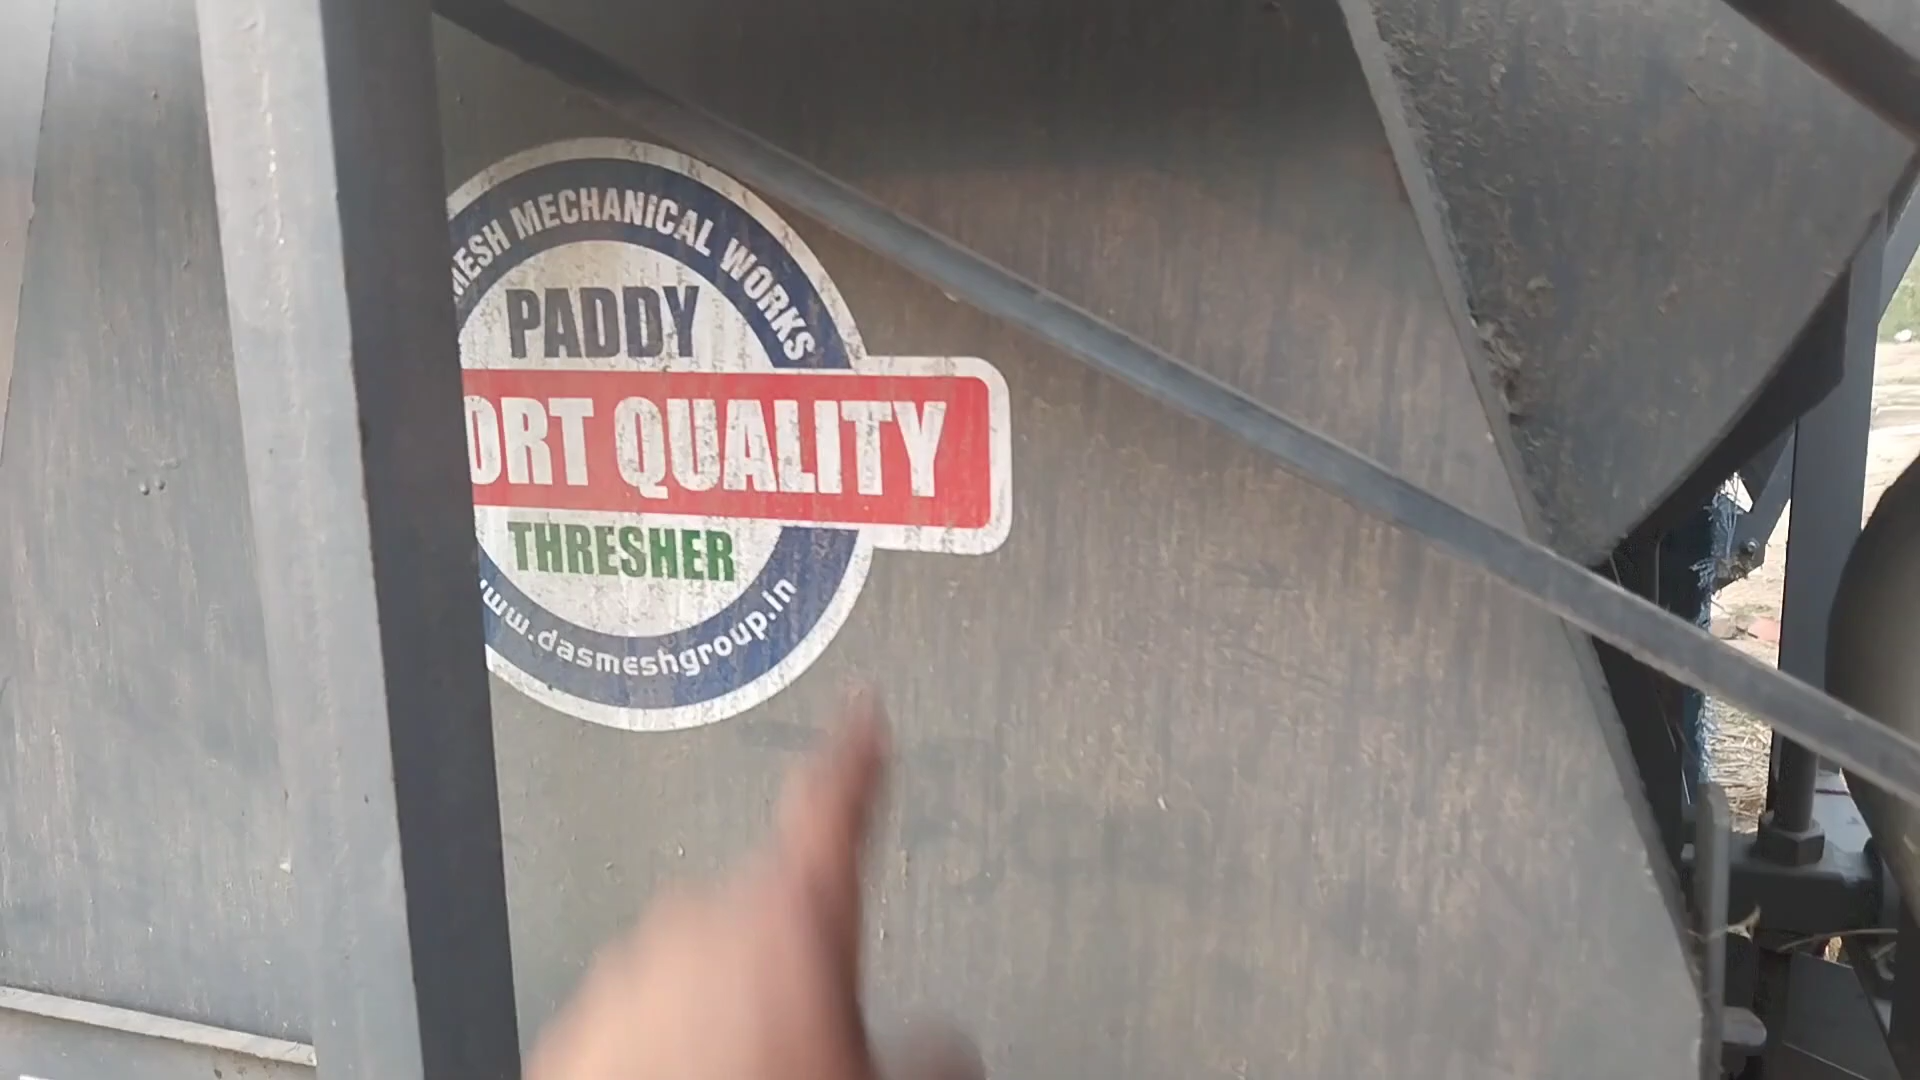 MESH MECHANICAL WORKS
PADDY
ORT QUALITY
THRESHER
www.dasmeshgroup.in